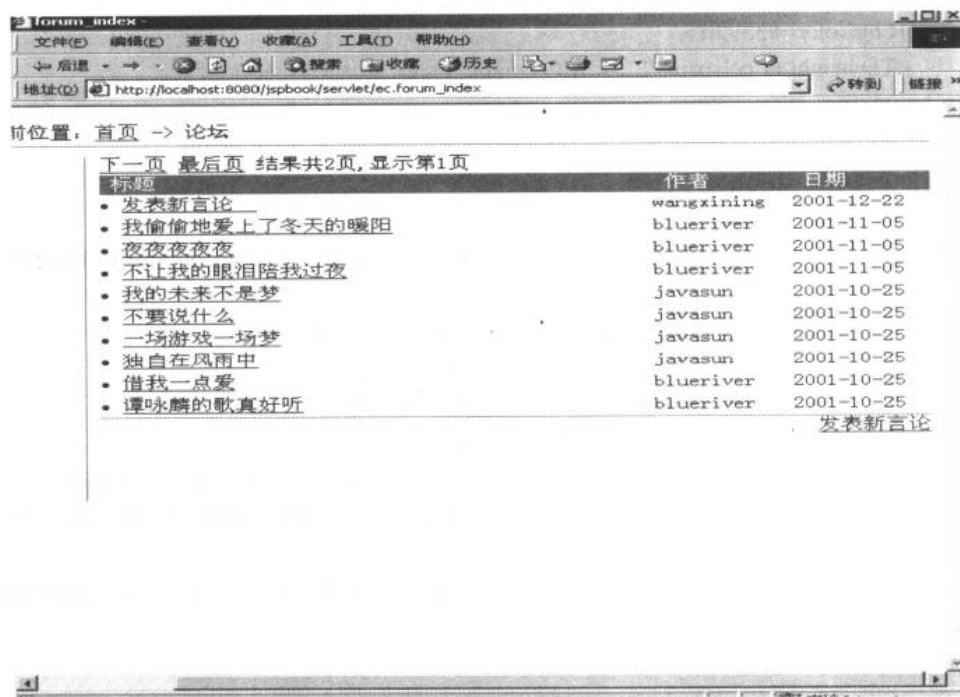 forum_index -
文件(F) 编辑(E) 查看(V) 收藏(A) 工具(T) 帮助(H)
后退 搜索 收藏 历史
地址(D) http://localhost:8080/jspbook/servlet/ec.forum_index 转到 链接 »
前位置: 首页 -> 论坛
下一页 最后页 结果共2页,显示第1页
标题 作者 日期
• 发表新言论 wangxining 2001-12-22
• 我偷偷地爱上了冬天的暖阳 blueriver 2001-11-05
• 夜夜夜夜夜 blueriver 2001-11-05
• 不让我的眼泪陪我过夜 blueriver 2001-11-05
• 我的未来不是梦 javasun 2001-10-25
• 不要说什么 javasun 2001-10-25
• 一场游戏一场梦 javasun 2001-10-25
• 独自在风雨中 javasun 2001-10-25
• 借我一点爱 blueriver 2001-10-25
• 谭咏麟的歌真好听 blueriver 2001-10-25
发表新言论